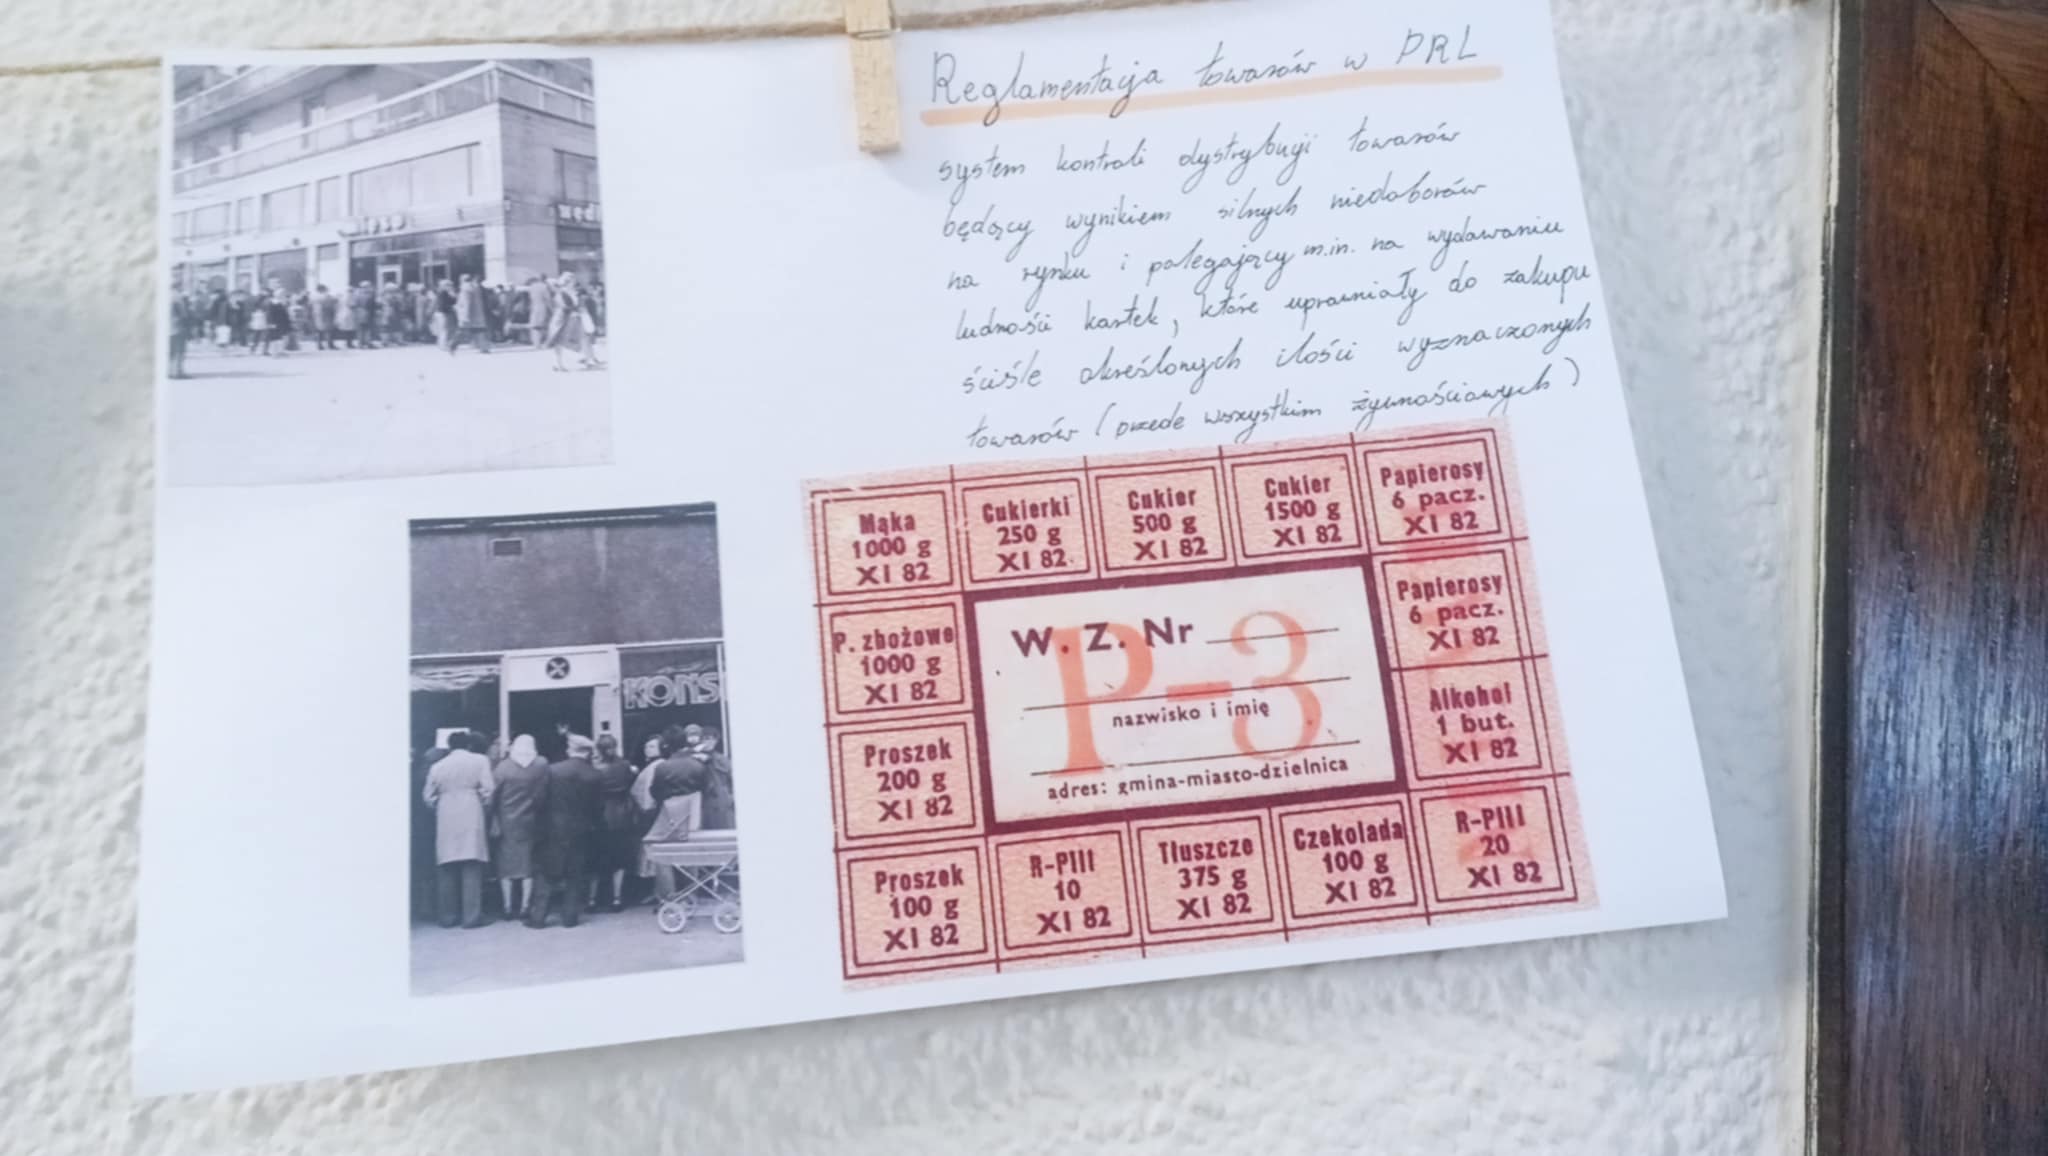 Reglamentacja towarów w PRL
system kontroli dystrybucji towarów
będący wynikiem silnych niedoborów
na rynku i polegający m.in. na wydawaniu
ludności kartek, które uprawniały do zakupu
ściśle określonych ilości wyznaczonych
towarów (przede wszystkim żywnościowych)
KONS
Mąka
1000 g
XI 82
Cukierki
250 g
XI 82
Cukier
500 g
XI 82
Cukier
1500 g
XI 82
Papierosy
6 pacz.
XI 82
P. zbożowe
1000 g
XI 82
W. Z. Nr
P-3
nazwisko i imię
adres: gmina-miasto-dzielnica
Papierosy
6 pacz.
XI 82
Proszek
200 g
XI 82
Alkohol
1 but.
XI 82
Proszek
100 g
XI 82
R-PIII
10
XI 82
Tłuszcze
375 g
XI 82
Czekolada
100 g
XI 82
R-PIII
20
XI 82